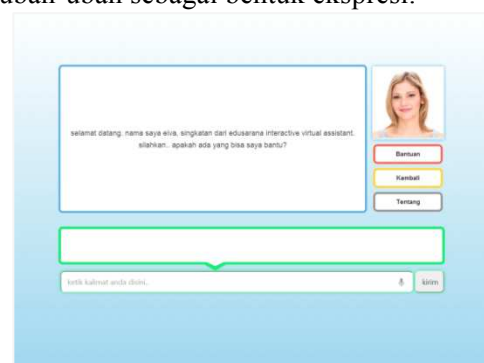 ubah-ubah sebagai bentuk ekspresi.
selamat datang. nama saya eiva, singkatan dari edusarana interactive virtual assistant.
silahkan.. apakah ada yang bisa saya bantu?
Bantuan
Kembali
Tentang
ketik kalimat anda disini..
kirim